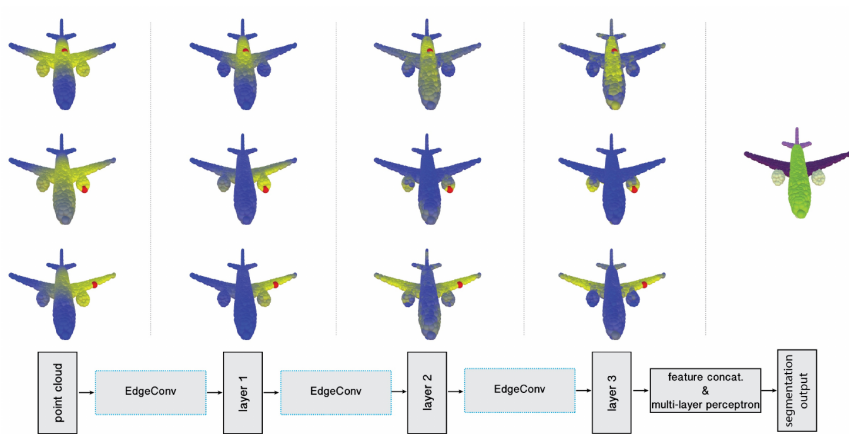 point cloud
EdgeConv
layer 1
EdgeConv
layer 2
EdgeConv
layer 3
feature concat.
&
multi-layer perceptron
segmentation
output